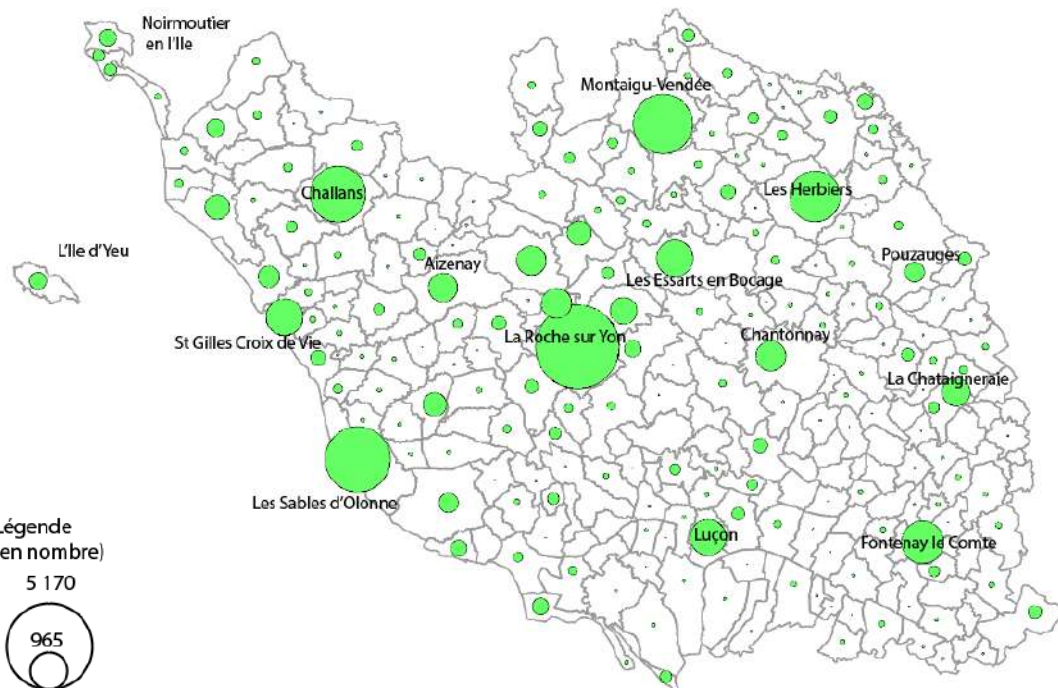 Noirmoutier
en l'Ile
Montaigu-Vendée
Challans
Les Herbiers
L'Ile d'Yeu
Aizenay
Pouzauges
Les Essarts en Bocage
St Gilles Croix de Vie
La Roche sur Yon
Chantonnay
La Chataigneraie
Les Sables d'Olonne
Luçon
Fontenay le Comte
Légende
en nombre)
5 170
965